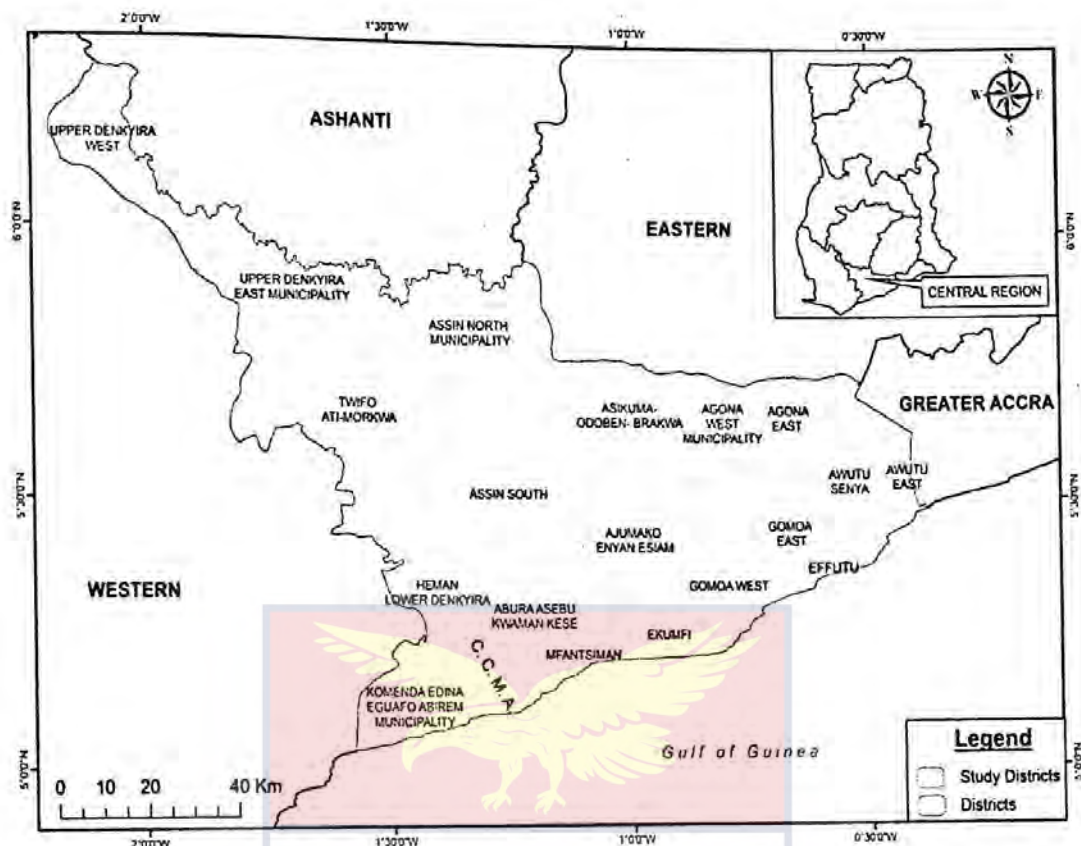 2°0'0"W
1°30'0"W
1°0'0"W
0°30'0"W
N
W
E
S
ASHANTI
UPPER DENKYIRA
WEST
6°0'0"N
6°0'0"N
EASTERN
UPPER DENKYIRA
EAST MUNICIPALITY
CENTRAL REGION
ASSIN NORTH
MUNICIPALITY
TWIFO
ATI-MORKWA
ASIKUMA-
ODOBEN- BRAKWA
AGONA
WEST
MUNICIPALITY
AGONA
EAST
GREATER ACCRA
AWUTU
SENYA
AWUTU
EAST
5°30'0"N
5°30'0"N
ASSIN SOUTH
AJUMAKO
ENYAN ESIAM
GOMOA
EAST
EFFUTU
WESTERN
HEMAN
LOWER DENKYIRA
GOMOA WEST
ABURA ASEBU
KWAMAN KESE
EKUMFI
MFANTSIMAN
C. C. M. A
KOMENDA EDINA
EGUAFO ABIREM
MUNICIPALITY
Gulf of Guinea
Legend
Study Districts
Districts
5°0'0"N
5°0'0"N
0 10 20 40 Km
2°0'0"W
1°30'0"W
1°0'0"W
0°30'0"W